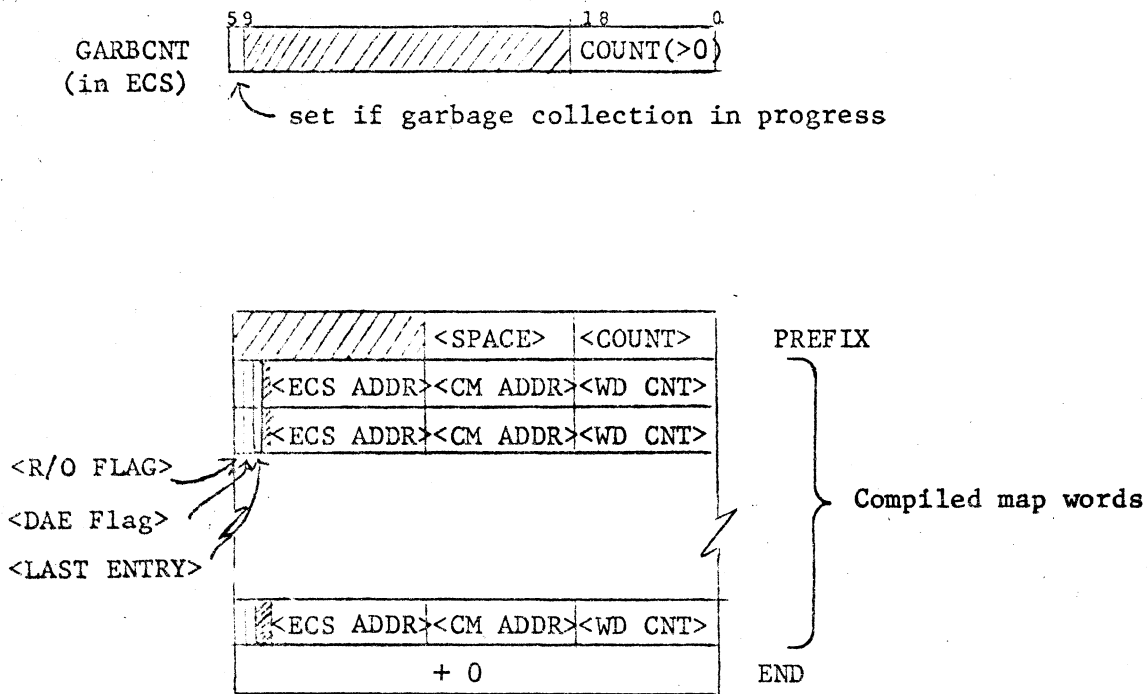 59 18 0
GARBCNT COUNT(>0)
(in ECS)
set if garbage collection in progress
<SPACE> <COUNT> PREFIX
<ECS ADDR> <CM ADDR> <WD CNT>
<ECS ADDR> <CM ADDR> <WD CNT>
<R/O FLAG>
Compiled map words
<DAE Flag>
<LAST ENTRY>
<ECS ADDR> <CM ADDR> <WD CNT>
+ 0 END